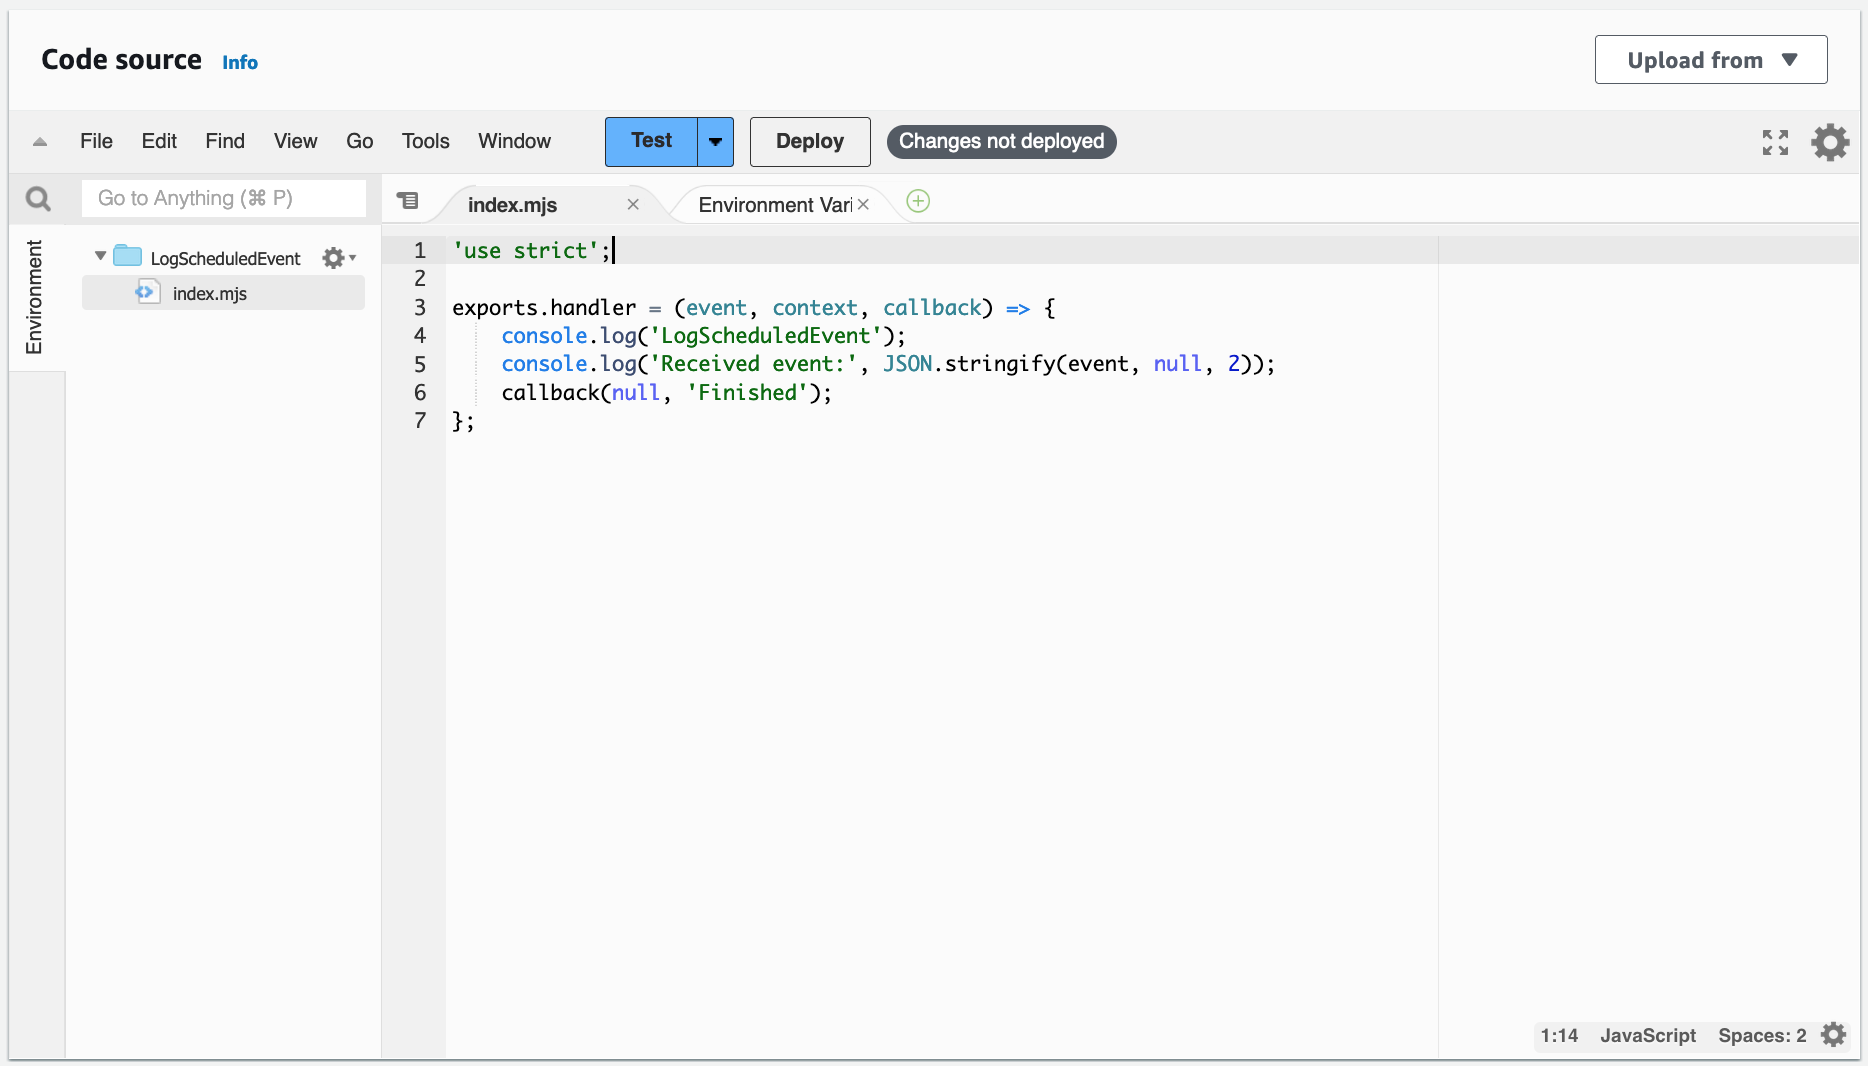 Code source Info
Upload from
File Edit Find View Go Tools Window Test Deploy Changes not deployed
Go to Anything (⌘ P)
index.mjs Environment Vari
Environment
LogScheduledEvent
index.mjs
1 'use strict';
2
3 exports.handler = (event, context, callback) => {
4     console.log('LogScheduledEvent');
5     console.log('Received event:', JSON.stringify(event, null, 2));
6     callback(null, 'Finished');
7 };
1:14 JavaScript Spaces: 2